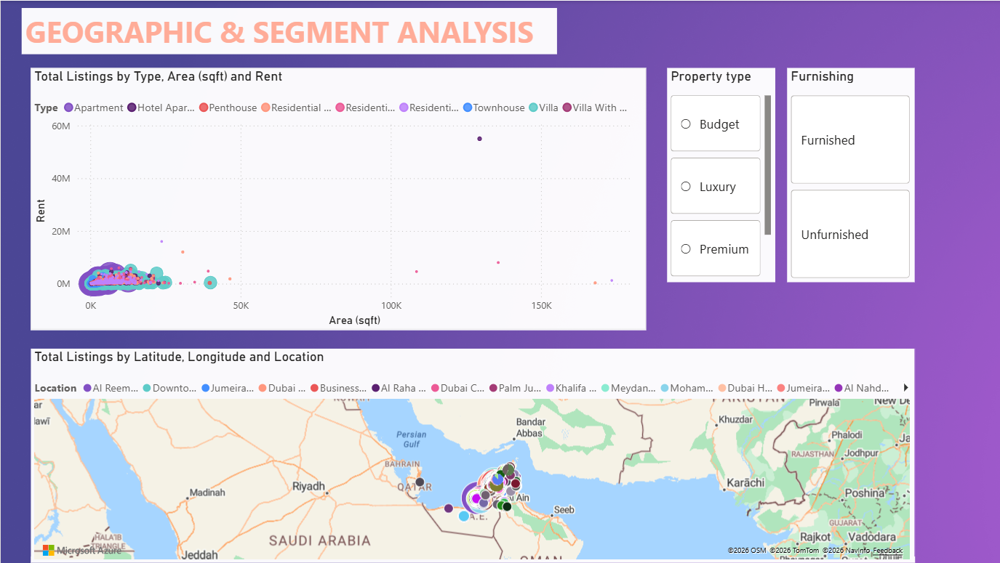 GEOGRAPHIC & SEGMENT ANALYSIS
Total Listings by Type, Area (sqft) and Rent
Type Apartment Hotel Apar... Penthouse Residential ... Residenti... Residenti... Townhouse Villa Villa With ...
60M
40M
20M
0M
Rent
0K 50K 100K 150K
Area (sqft)
Property type
Budget
Luxury
Premium
Furnishing
Furnished
Unfurnished
Total Listings by Latitude, Longitude and Location
Location Al Reem... Downto... Jumeira... Dubai ... Business... Al Raha ... Dubai C... Palm Ju... Khalifa ... Meydan... Moham... Dubai H... Jumeira... Al Nahd...
PAKISTAN
Pirwala
New De
Khuzdar
Bandar
Abbas
Persian
Gulf
Phalodi
Ja
RAJASTHAN
Jodhpur
BAHRAIN
QATAR
Riyadh
Madinah
Al Ain
Karāchi
Poshina
A.E.
Seeb
GUJARAT
Rajkot
Vadodara
SAUDI ARABIA
HALA'IB
TRIANGLE
Microsoft Azure
Jeddah
OMAN
©2026 OSM ©2026 TomTom ©2026 NavInfo Feedback